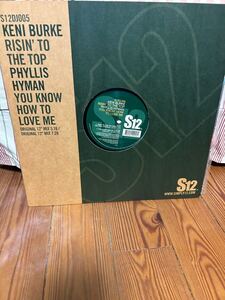 S12DJ005
KENI BURKE
RISIN' TO
THE TOP
PHYLLIS
HYMAN
YOU KNOW
HOW TO
LOVE ME
ORIGINAL 12" MIX 5.16 /
ORIGINAL 12" MIX 7.28
S12
S12
WWW.SIMPLY12.COM